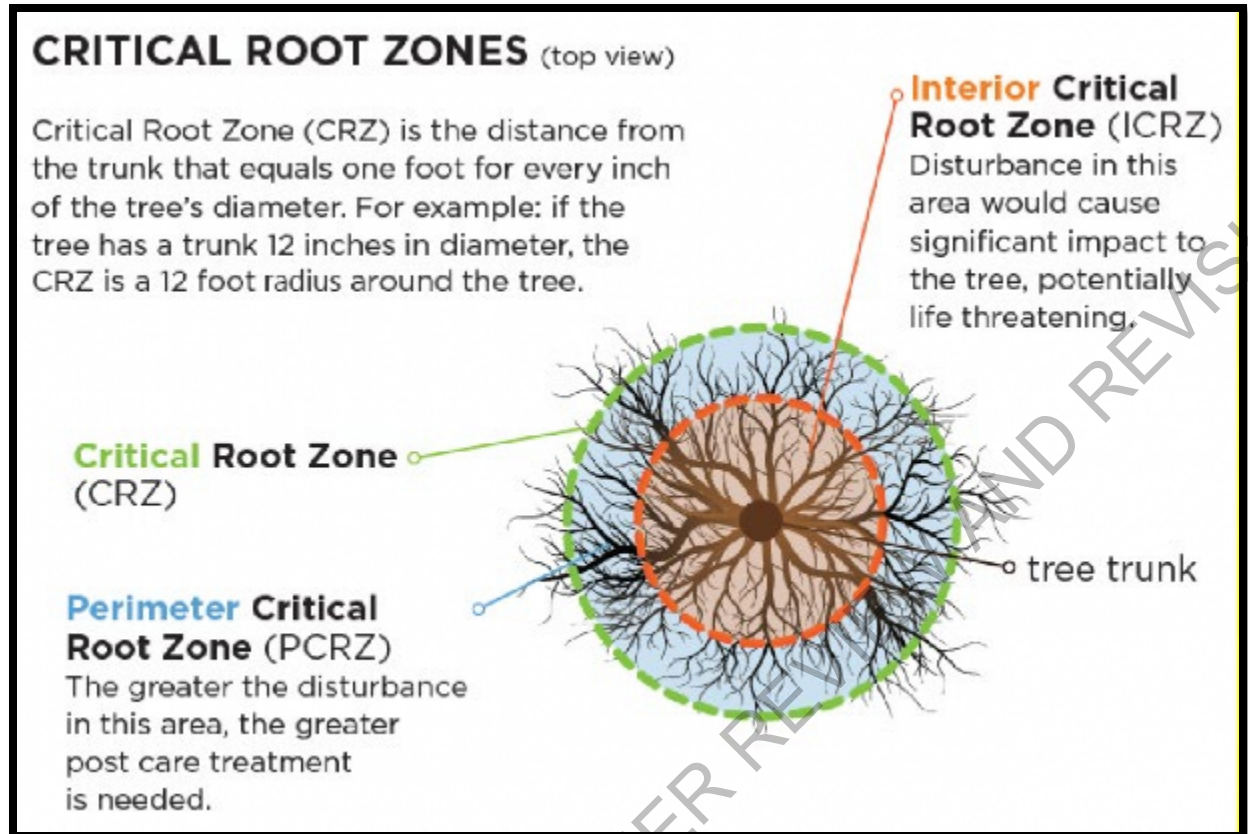 CRITICAL ROOT ZONES (top view)
Critical Root Zone (CRZ) is the distance from
the trunk that equals one foot for every inch
of the tree's diameter. For example: if the
tree has a trunk 12 inches in diameter, the
CRZ is a 12 foot radius around the tree.
Interior Critical
Root Zone (ICRZ)
Disturbance in this
area would cause
significant impact to
the tree, potentially
life threatening.
Critical Root Zone
(CRZ)
tree trunk
Perimeter Critical
Root Zone (PCRZ)
The greater the disturbance
in this area, the greater
post care treatment
is needed.
AND